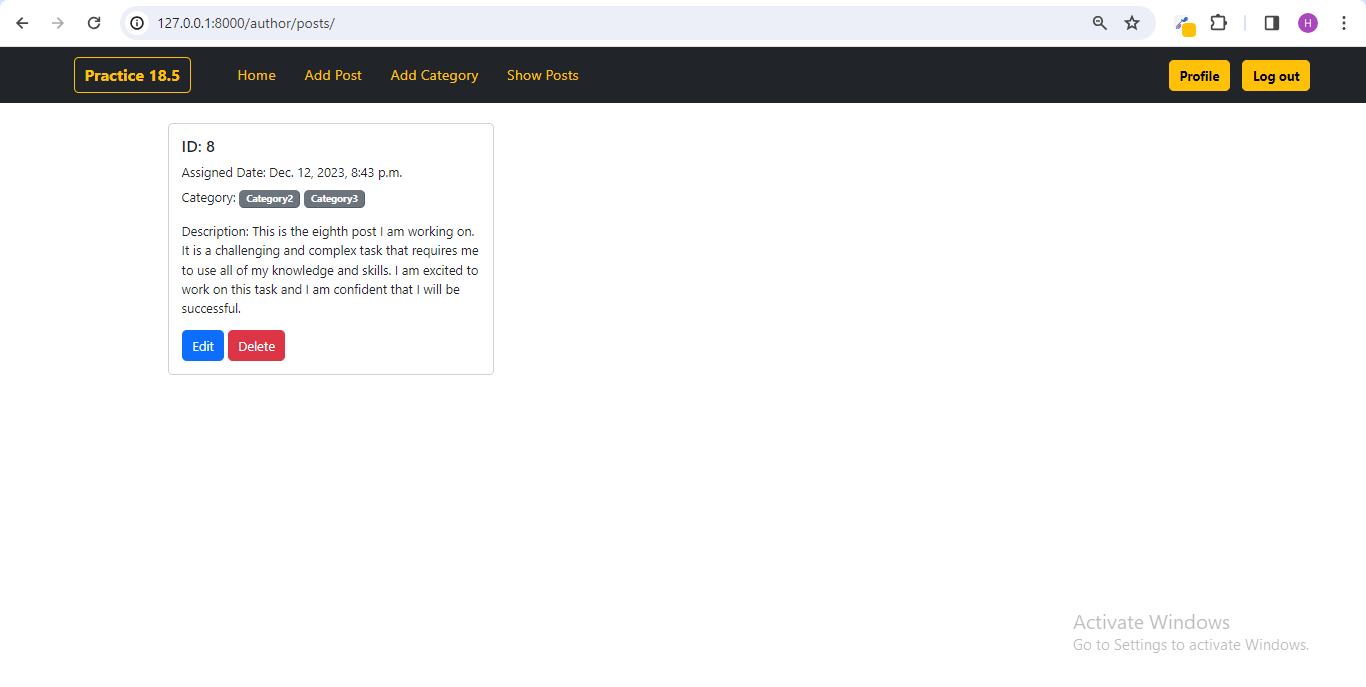 127.0.0.1:8000/author/posts/
H
Practice 18.5 Home Add Post Add Category Show Posts Profile Log out
ID: 8
Assigned Date: Dec. 12, 2023, 8:43 p.m.
Category: Category2 Category3
Description: This is the eighth post I am working on.
It is a challenging and complex task that requires me
to use all of my knowledge and skills. I am excited to
work on this task and I am confident that I will be
successful.
Edit Delete
Activate Windows
Go to Settings to activate Windows.